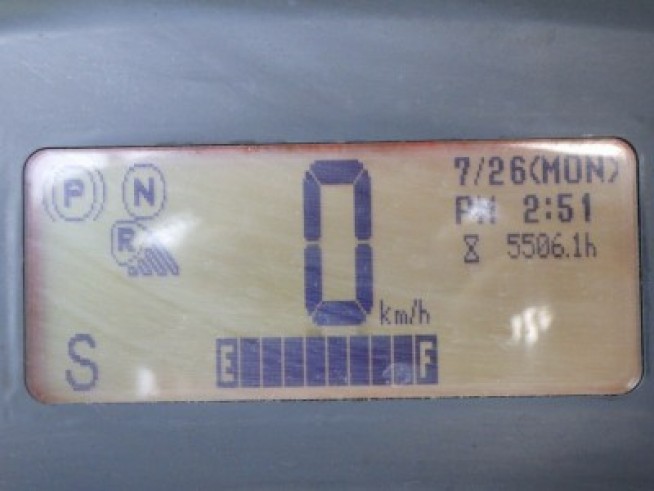 P N 0 7/26(MON)
R PM 2:51
5506.1h
km/h
S E F